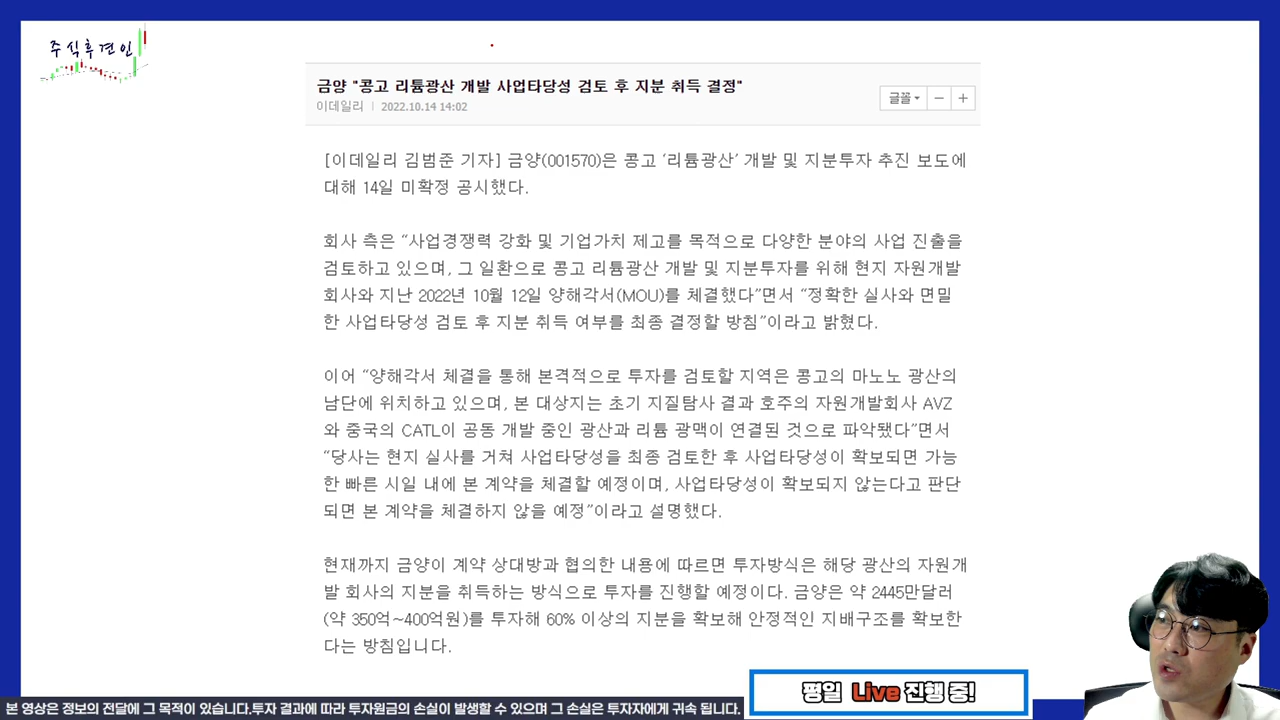 주식후견인
금양 "콩고 리튬광산 개발 사업타당성 검토 후 지분 취득 결정"
이데일리 | 2022.10.14 14:02
글꼴 − +
[이데일리 김범준 기자] 금양(001570)은 콩고 ‘리튬광산’ 개발 및 지분투자 추진 보도에
대해 14일 미확정 공시했다.
회사 측은 “사업경쟁력 강화 및 기업가치 제고를 목적으로 다양한 분야의 사업 진출을
검토하고 있으며, 그 일환으로 콩고 리튬광산 개발 및 지분투자를 위해 현지 자원개발
회사와 지난 2022년 10월 12일 양해각서(MOU)를 체결했다”면서 “정확한 실사와 면밀
한 사업타당성 검토 후 지분 취득 여부를 최종 결정할 방침”이라고 밝혔다.
이어 “양해각서 체결을 통해 본격적으로 투자를 검토할 지역은 콩고의 마노노 광산의
남단에 위치하고 있으며, 본 대상지는 초기 지질탐사 결과 호주의 자원개발회사 AVZ
와 중국의 CATL이 공동 개발 중인 광산과 리튬 광맥이 연결된 것으로 파악됐다”면서
“당사는 현지 실사를 거쳐 사업타당성을 최종 검토한 후 사업타당성이 확보되면 가능
한 빠른 시일 내에 본 계약을 체결할 예정이며, 사업타당성이 확보되지 않는다고 판단
되면 본 계약을 체결하지 않을 예정”이라고 설명했다.
현재까지 금양이 계약 상대방과 협의한 내용에 따르면 투자방식은 해당 광산의 자원개
발 회사의 지분을 취득하는 방식으로 투자를 진행할 예정이다. 금양은 약 2445만달러
(약 350억~400억원)를 투자해 60% 이상의 지분을 확보해 안정적인 지배구조를 확보한
다는 방침입니다.
평일 Live 진행 중!
본 영상은 정보의 전달에 그 목적이 있습니다.투자 결과에 따라 투자원금의 손실이 발생할 수 있으며 그 손실은 투자자에게 귀속 됩니다.